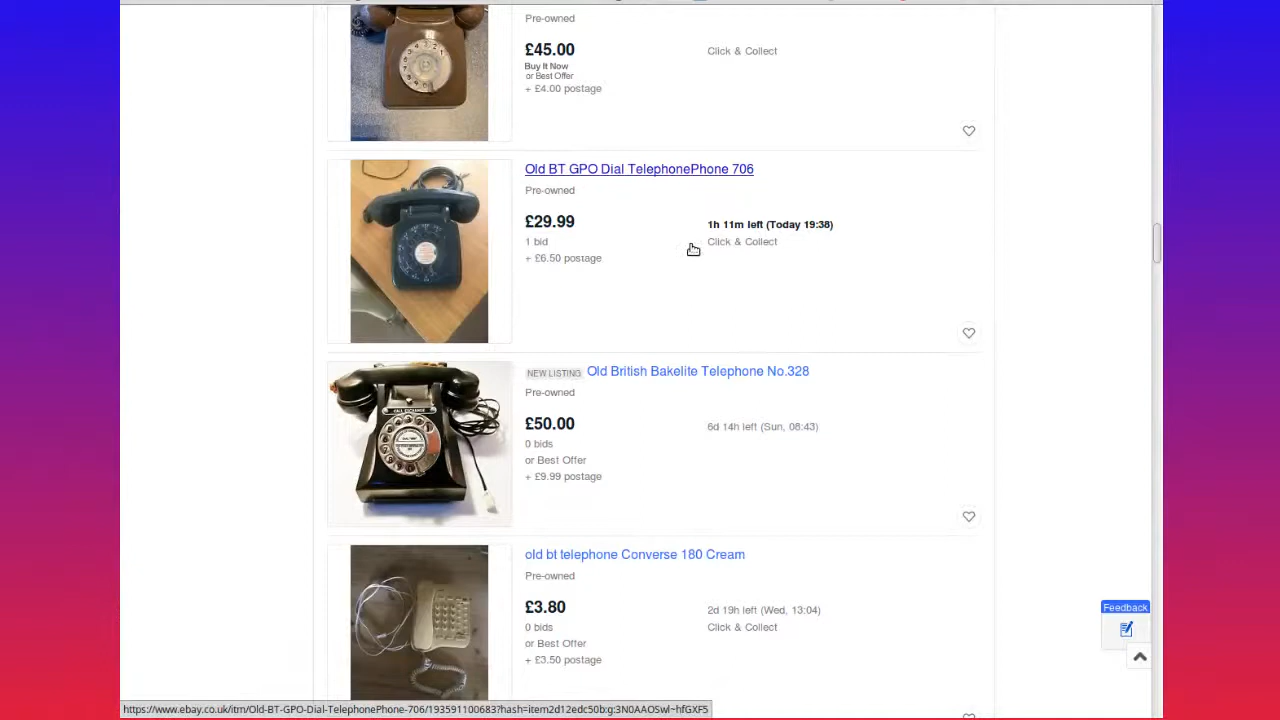 Pre-owned
£45.00
Click & Collect
Buy It Now
or Best Offer
+ £4.00 postage
Old BT GPO Dial TelephonePhone 706
Pre-owned
£29.99
1h 11m left (Today 19:38)
1 bid
Click & Collect
+ £6.50 postage
NEW LISTING Old British Bakelite Telephone No.328
Pre-owned
£50.00
6d 14h left (Sun, 08:43)
0 bids
or Best Offer
+ £9.99 postage
CALL EXCHANGE
old bt telephone Converse 180 Cream
Pre-owned
£3.80
2d 19h left (Wed, 13:04)
0 bids
Click & Collect
or Best Offer
+ £3.50 postage
Feedback
https://www.ebay.co.uk/itm/Old-BT-GPO-Dial-TelephonePhone-706/193591100683?hash=item2d12edc50b:g:3N0AAOSwl~hfGXF5